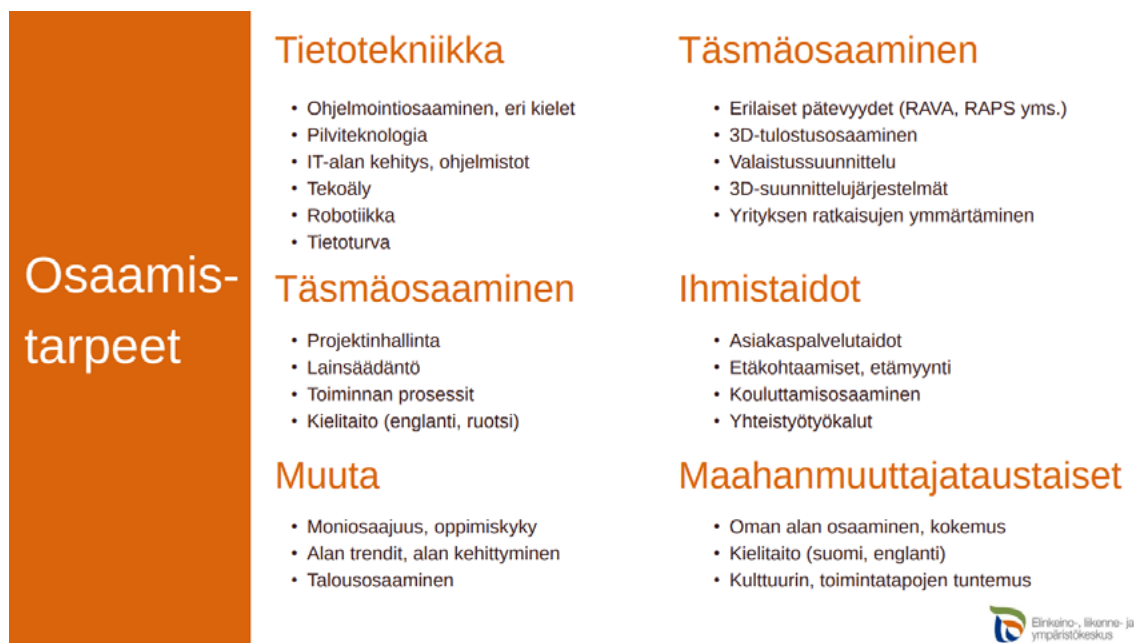 Osaamis-
tarpeet
Tietotekniikka
• Ohjelmointiosaaminen, eri kielet
• Pilviteknologia
• IT-alan kehitys, ohjelmistot
• Tekoäly
• Robotiikka
• Tietoturva
Täsmäosaaminen
• Erilaiset pätevyydet (RAVA, RAPS yms.)
• 3D-tulostusosaaminen
• Valaistussuunnittelu
• 3D-suunnittelujärjestelmät
• Yrityksen ratkaisujen ymmärtäminen
Täsmäosaaminen
• Projektinhallinta
• Lainsäädäntö
• Toiminnan prosessit
• Kielitaito (englanti, ruotsi)
Ihmistaidot
• Asiakaspalvelutaidot
• Etäkohtaamiset, etämyynti
• Kouluttamisosaaminen
• Yhteistyötyökalut
Muuta
• Moniosaajuus, oppimiskyky
• Alan trendit, alan kehittyminen
• Talousosaaminen
Maahanmuuttajataustaiset
• Oman alan osaaminen, kokemus
• Kielitaito (suomi, englanti)
• Kulttuurin, toimintatapojen tuntemus
Elinkeino-, liikenne- ja
ympäristökeskus